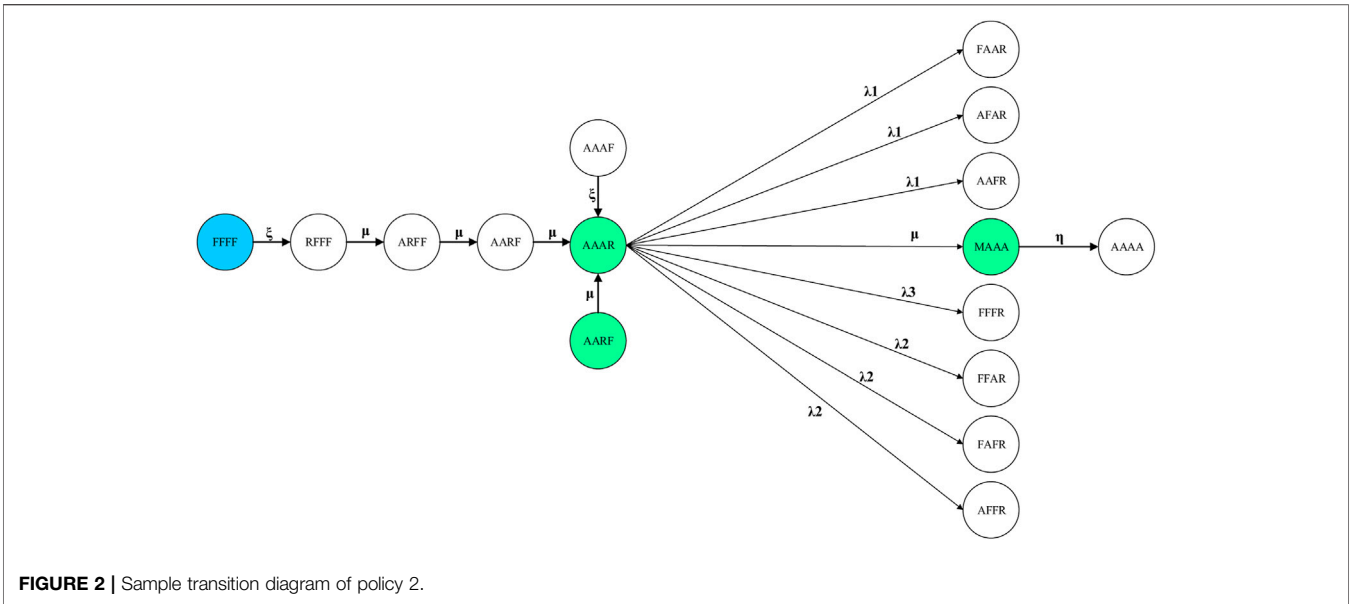 FAAR
λ1
AFAR
λ1
AAAF
AAFR
λ1
ξ
FFFF
ξ
RFFF
μ
ARFF
μ
AARF
μ
AAAR
μ
MAAA
η
AAAA
μ
AARF
λ3
FFFR
λ2
FFAR
λ2
FAFR
λ2
AFFR
FIGURE 2 | Sample transition diagram of policy 2.